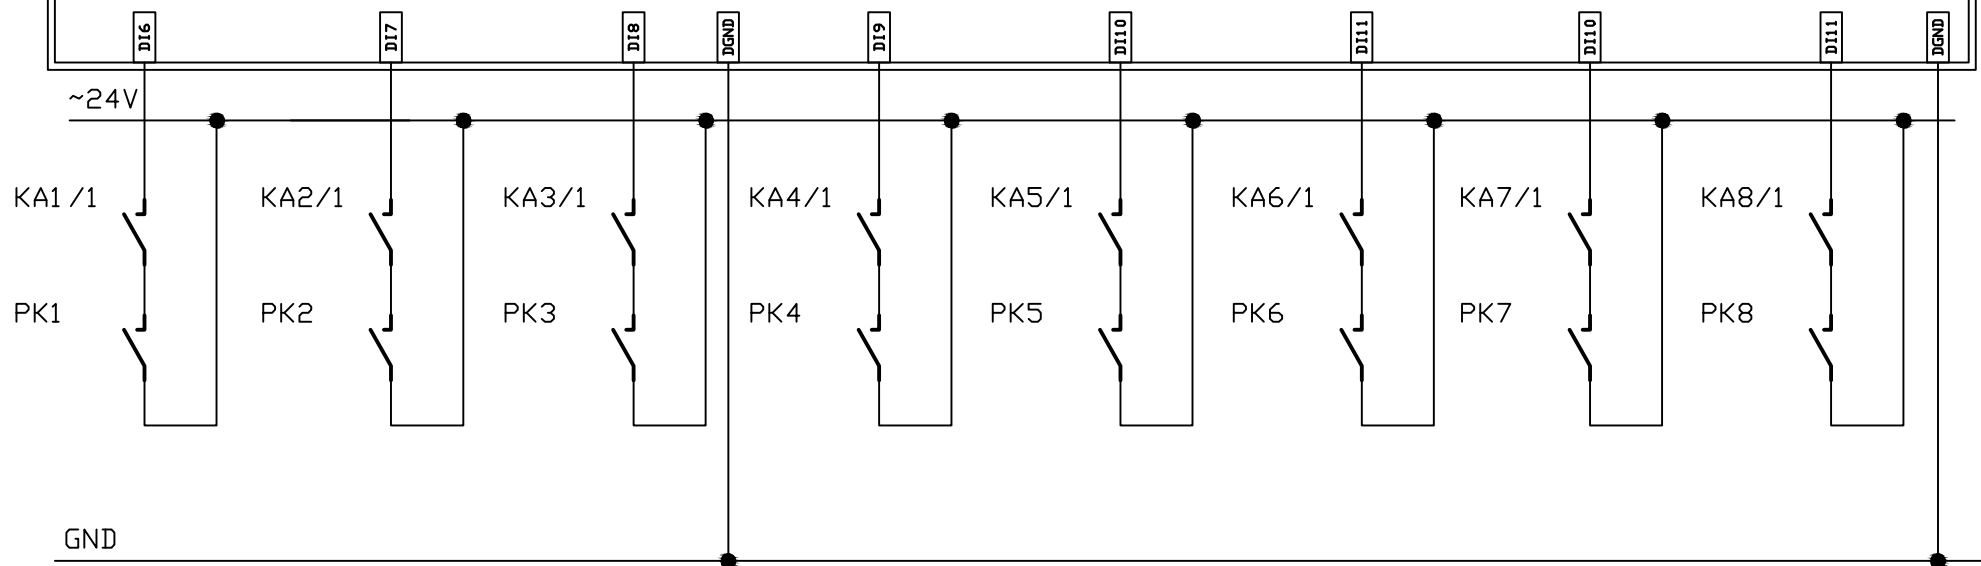 DI6 DI7 DI8 DGND DI9 DI10 DI11 DI10 DI11 DGND
~24V
KA1/1 KA2/1 KA3/1 KA4/1 KA5/1 KA6/1 KA7/1 KA8/1
PK1 PK2 PK3 PK4 PK5 PK6 PK7 PK8
GND